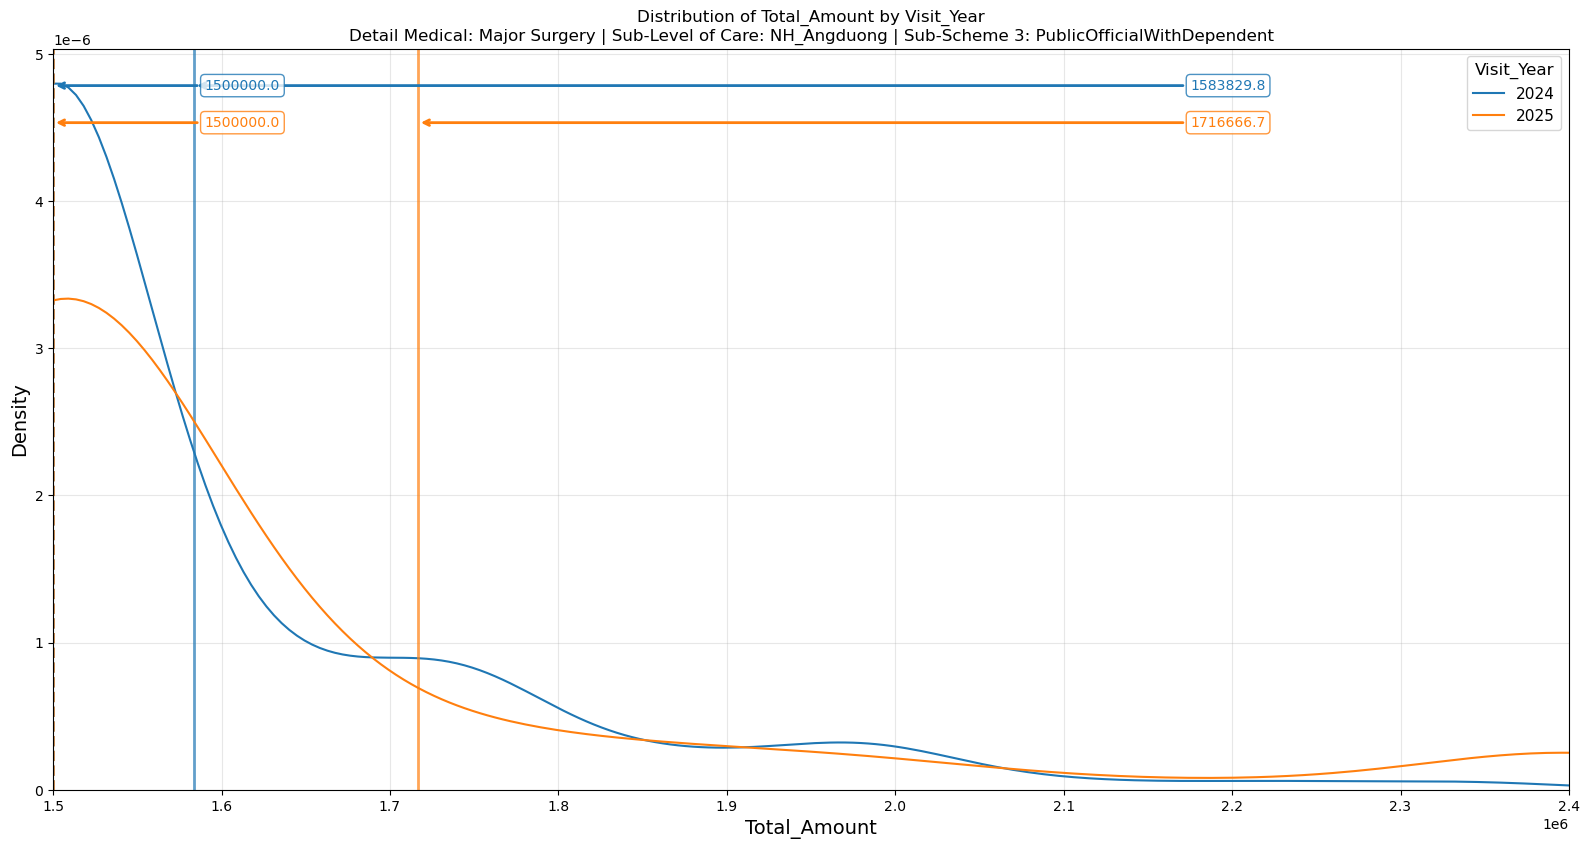 Distribution of Total_Amount by Visit_Year
Detail Medical: Major Surgery | Sub-Level of Care: NH_Angduong | Sub-Scheme 3: PublicOfficialWithDependent
1e−6
5
4
3
2
1
0
Density
1500000.0
1583829.8
1500000.0
1716666.7
Visit_Year
2024
2025
1.5 1.6 1.7 1.8 1.9 2.0 2.1 2.2 2.3 2.4
1e6
Total_Amount